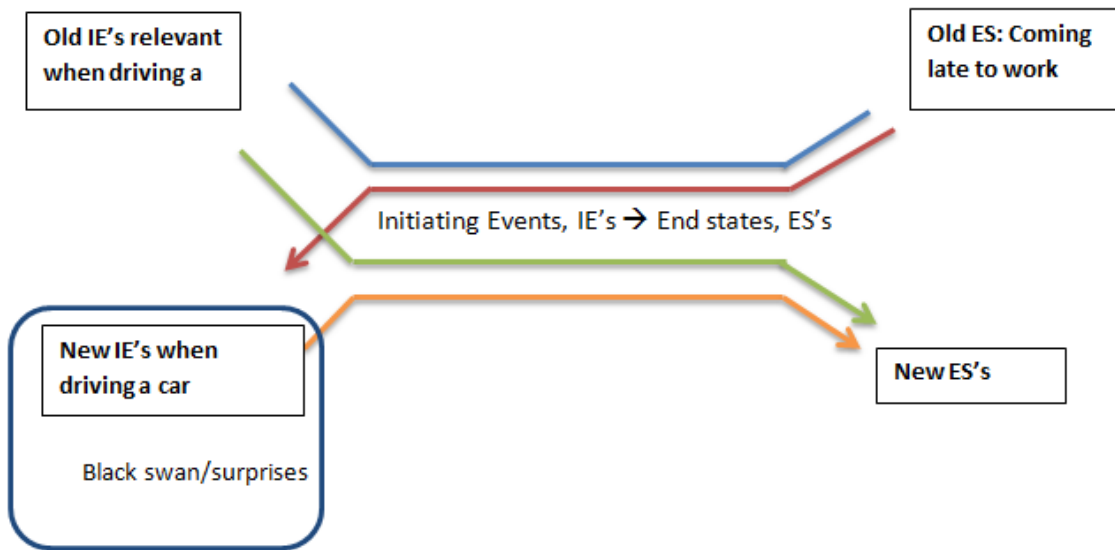 Old IE’s relevant
when driving a
Old ES: Coming
late to work
Initiating Events, IE’s → End states, ES’s
New IE’s when
driving a car
Black swan/surprises
New ES’s